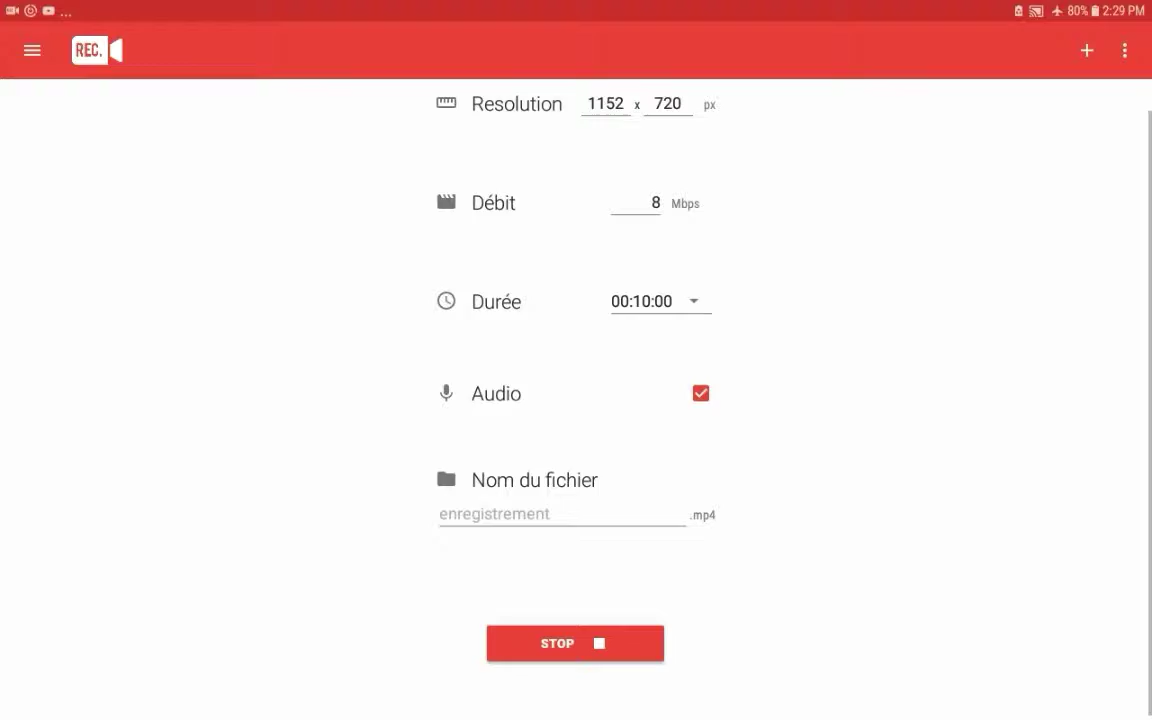 ... 80% 2:29 PM
REC.
Resolution 1152 x 720 px
Débit 8 Mbps
Durée 00:10:00
Audio
Nom du fichier
enregistrement .mp4
STOP